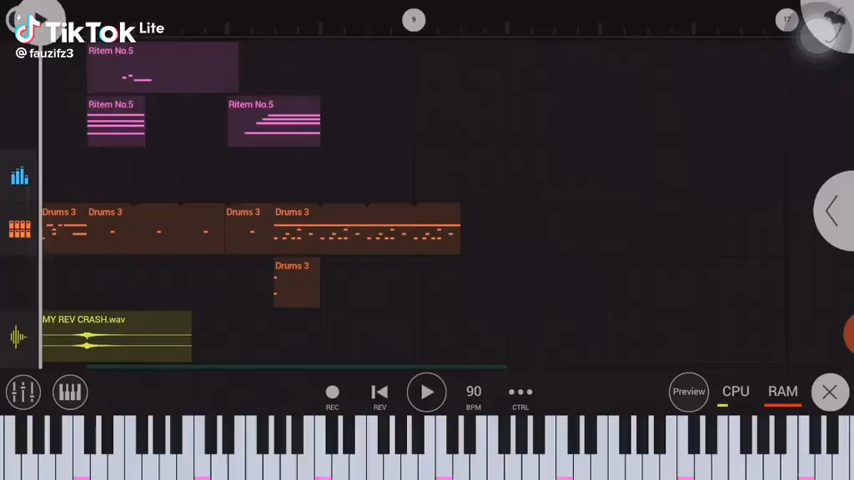 TikTok Lite
@fauzifz3
9
17
Ritem No.5
Ritem No.5
Ritem No.5
Drums 3
Drums 3
Drums 3
Drums 3
Drums 3
MY REV CRASH.wav
REC
REV
90
BPM
CTRL
Preview
CPU
RAM